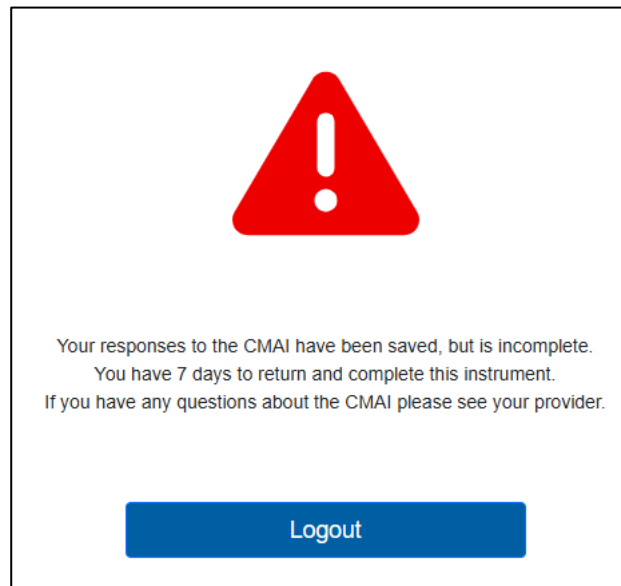 Your responses to the CMAI have been saved, but is incomplete.
You have 7 days to return and complete this instrument.
If you have any questions about the CMAI please see your provider.
Logout